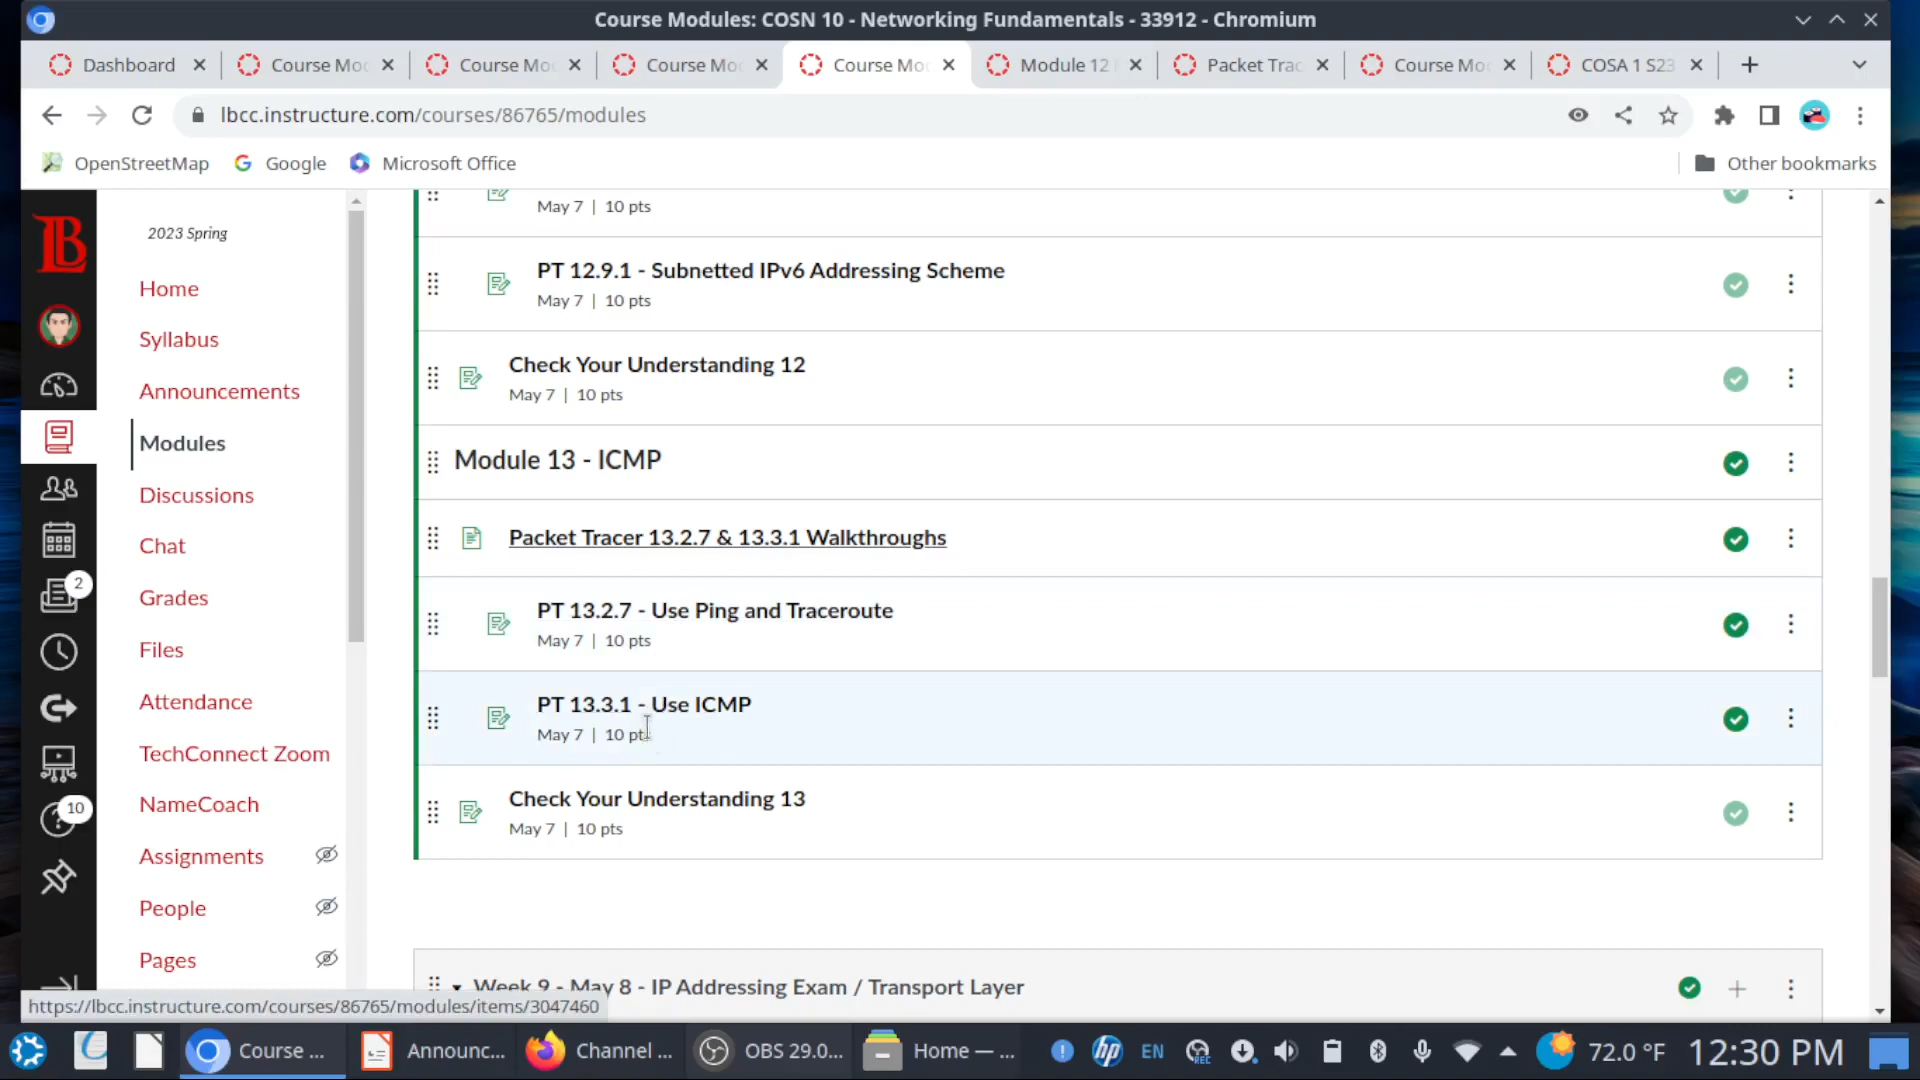 Course Modules: COSN 10 - Networking Fundamentals - 33912 - Chromium
Dashboard
Course Mo
Course Mo
Course Mo
Course Mo
Module 12
Packet Trac
Course Mo
COSA 1 S23
lbcc.instructure.com/courses/86765/modules
OpenStreetMap
Google
Microsoft Office
Other bookmarks
2023 Spring
Home
Syllabus
Announcements
Modules
Discussions
Chat
Grades
Files
Attendance
TechConnect Zoom
NameCoach
Assignments
People
Pages
2
10
May 7 | 10 pts
PT 12.9.1 - Subnetted IPv6 Addressing Scheme
May 7 | 10 pts
Check Your Understanding 12
May 7 | 10 pts
Module 13 - ICMP
Packet Tracer 13.2.7 & 13.3.1 Walkthroughs
PT 13.2.7 - Use Ping and Traceroute
May 7 | 10 pts
PT 13.3.1 - Use ICMP
May 7 | 10 pts
Check Your Understanding 13
May 7 | 10 pts
Week 9 - May 8 - IP Addressing Exam / Transport Layer
https://lbcc.instructure.com/courses/86765/modules/items/3047460
Course ...
Announc...
Channel ...
OBS 29.0...
Home — ...
hp
EN
REC
72.0 °F
12:30 PM